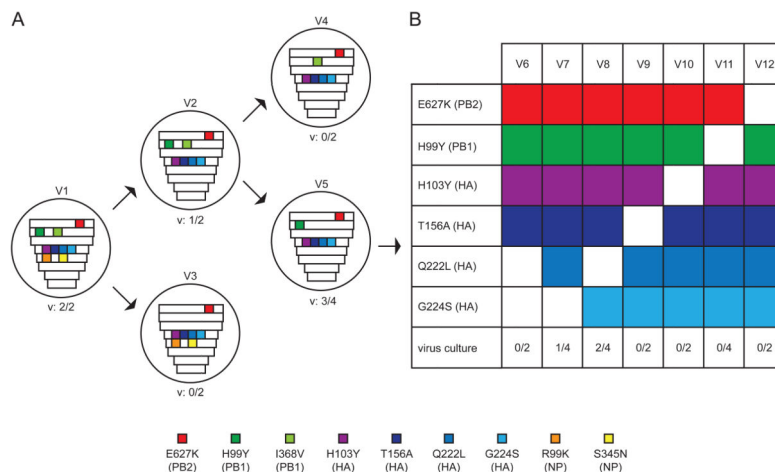 A
B
V4
v: 0/2
V2
v: 1/2
V1
v: 2/2
V5
v: 3/4
V3
v: 0/2
V6 V7 V8 V9 V10 V11 V12
E627K (PB2)
H99Y (PB1)
H103Y (HA)
T156A (HA)
Q222L (HA)
G224S (HA)
virus culture 0/2 1/4 2/4 0/2 0/2 0/4 0/2
E627K H99Y I368V H103Y T156A Q222L G224S R99K S345N
(PB2) (PB1) (PB1) (HA) (HA) (HA) (HA) (NP) (NP)